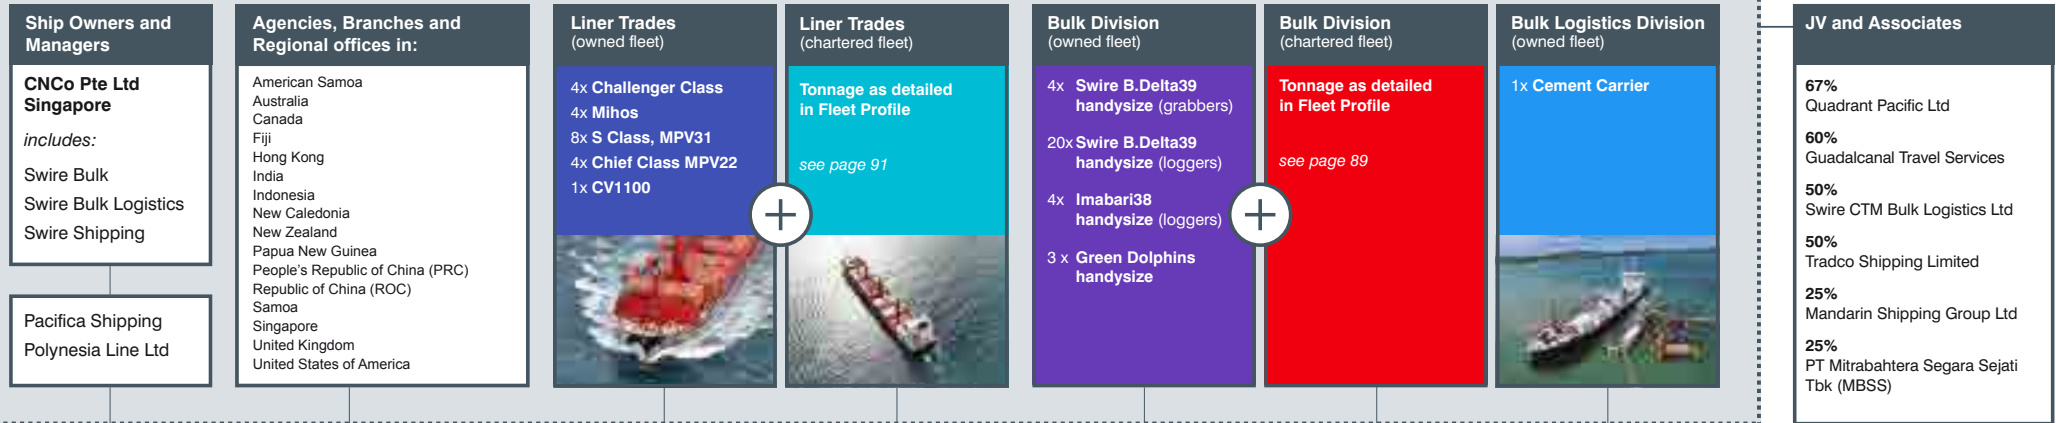 Ship Owners and
Managers
CNCo Pte Ltd
Singapore
includes:
Swire Bulk
Swire Bulk Logistics
Swire Shipping
Pacifica Shipping
Polynesia Line Ltd
Agencies, Branches and
Regional offices in:
American Samoa
Australia
Canada
Fiji
Hong Kong
India
Indonesia
New Caledonia
New Zealand
Papua New Guinea
People's Republic of China (PRC)
Republic of China (ROC)
Samoa
Singapore
United Kingdom
United States of America
Liner Trades
(owned fleet)
4x Challenger Class
4x Mihos
8x S Class, MPV31
4x Chief Class MPV22
1x CV1100
Liner Trades
(chartered fleet)
Tonnage as detailed
in Fleet Profile
see page 91
Bulk Division
(owned fleet)
4x Swire B.Delta39
handysize (grabbers)
20x Swire B.Delta39
handysize (loggers)
4x Imabari38
handysize (loggers)
3 x Green Dolphins
handysize
Bulk Division
(chartered fleet)
Tonnage as detailed
in Fleet Profile
see page 89
Bulk Logistics Division
(owned fleet)
1x Cement Carrier
JV and Associates
67%
Quadrant Pacific Ltd
60%
Guadalcanal Travel Services
50%
Swire CTM Bulk Logistics Ltd
50%
Tradco Shipping Limited
25%
Mandarin Shipping Group Ltd
25%
PT Mitrabahtera Segara Sejati
Tbk (MBSS)